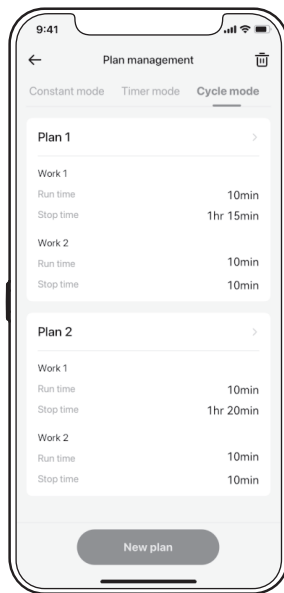 9:41
Plan management
Constant mode Timer mode Cycle mode
Plan 1
Work 1
Run time 10min
Stop time 1hr 15min
Work 2
Run time 10min
Stop time 10min
Plan 2
Work 1
Run time 10min
Stop time 1hr 20min
Work 2
Run time 10min
Stop time 10min
New plan